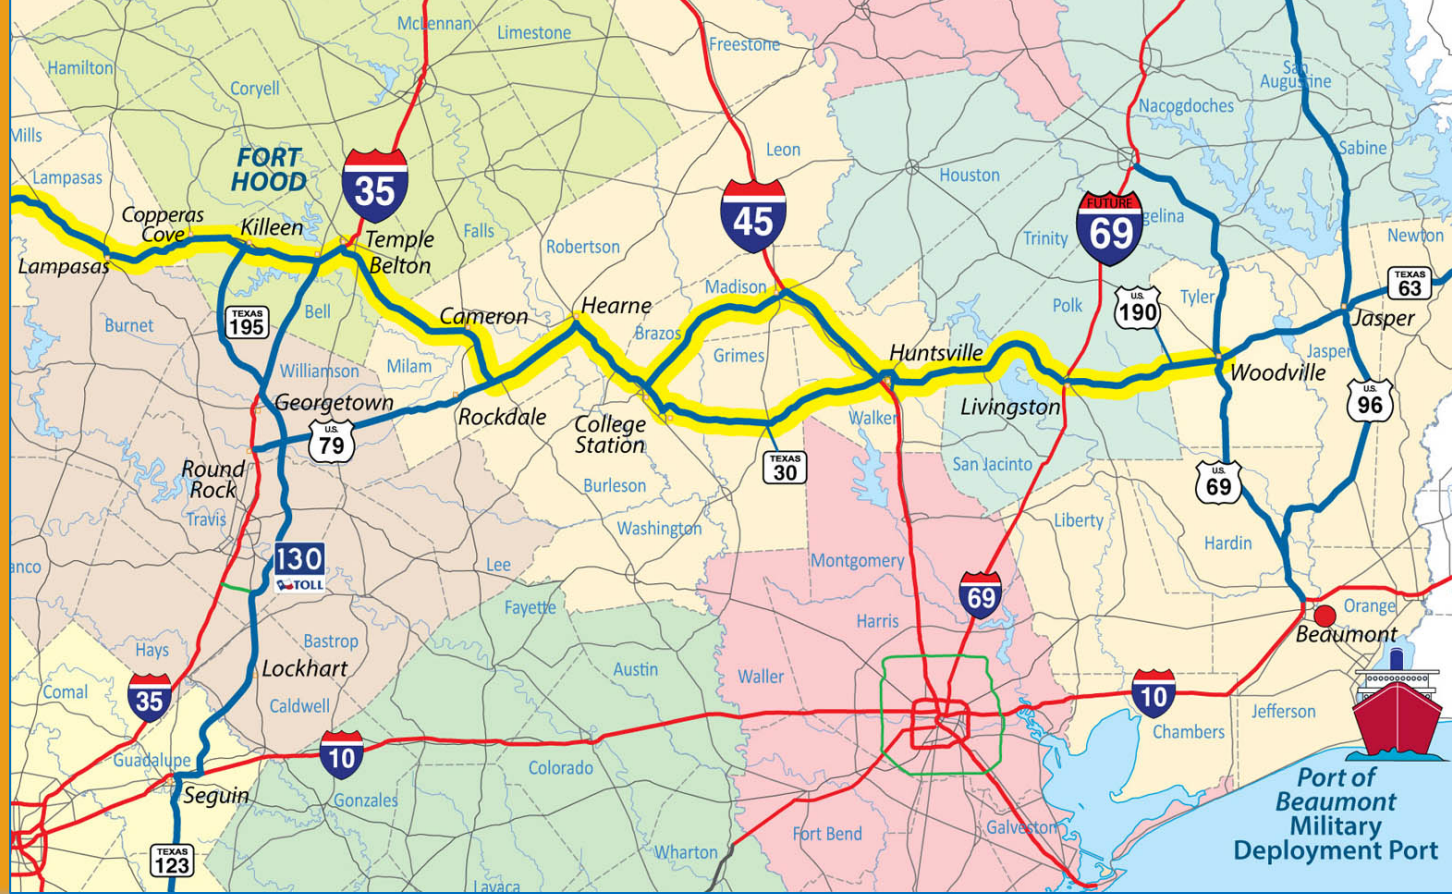 McLennan
Limestone
Freestone
Hamilton
Coryell
San
Augustine
Nacogdoches
Mills
FORT
HOOD
Leon
Sabine
Lampasas
35
Houston
45
FUTURE
69
Copperas
Cove
Killeen
Temple
Belton
Falls
Robertson
Trinity
Newton
Lampasas
Madison
TEXAS
63
Burnet
TEXAS
195
Bell
Cameron
Hearne
Brazos
Polk
U.S.
190
Tyler
Jasper
Milam
Grimes
Huntsville
Jasper
Williamson
Woodville
Georgetown
U.S.
79
Rockdale
College
Station
Walker
Livingston
U.S.
96
Round
Rock
TEXAS
30
San Jacinto
U.S.
69
Burleson
Travis
Washington
Liberty
Hardin
130
TOLL
anco
Lee
Montgomery
69
Fayette
Harris
Orange
Beaumont
Hays
Bastrop
Lockhart
Austin
Waller
Comal
35
Caldwell
10
Jefferson
Chambers
Guadalupe
10
Colorado
Seguin
Gonzales
Port of
Beaumont
Military
Deployment Port
Fort Bend
Galveston
TEXAS
123
Wharton
Lavaca